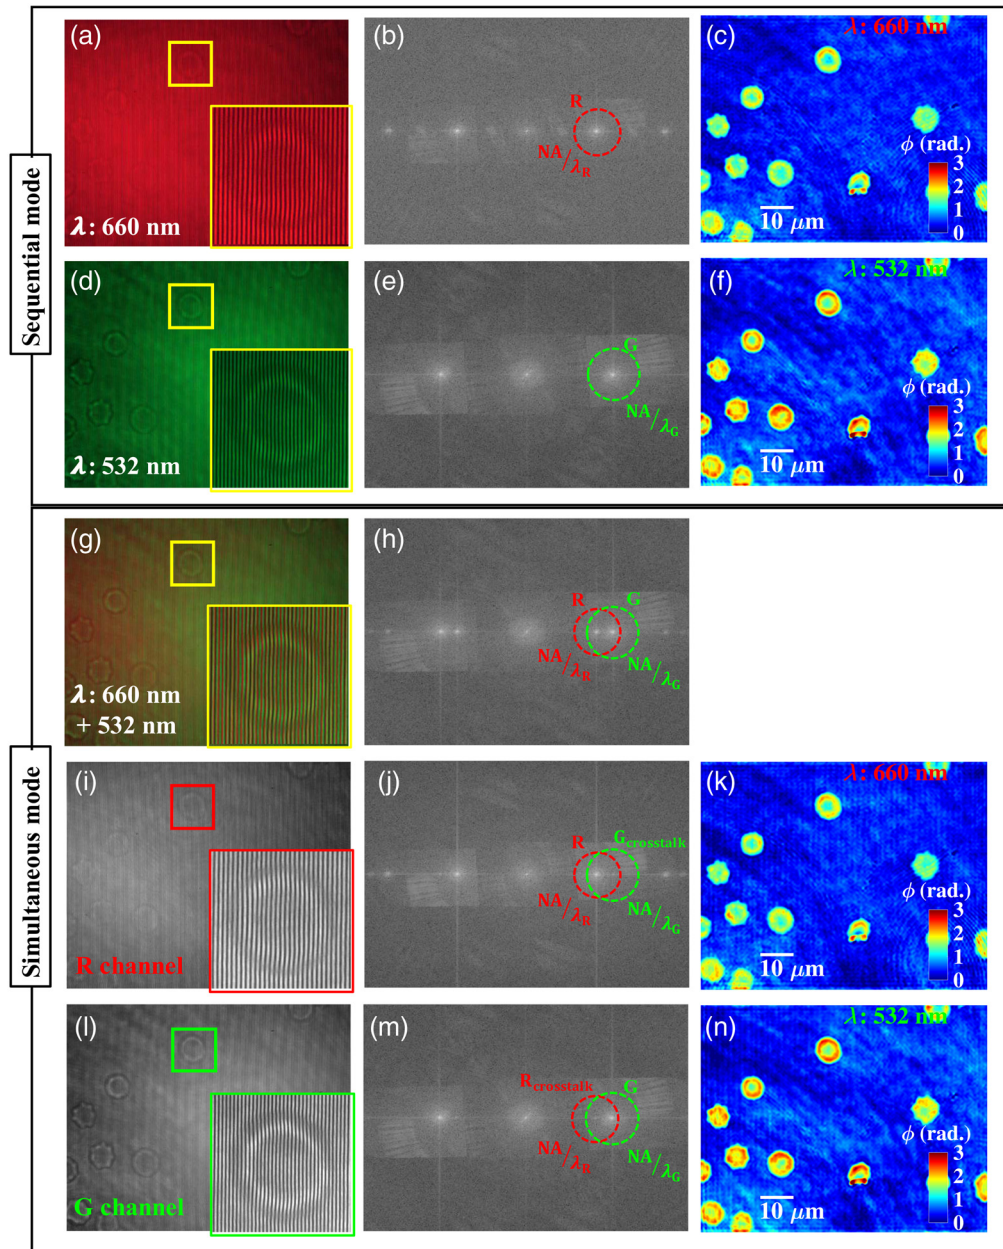 Sequential mode
(a)
λ: 660 nm
(b)
R
NA/λR
(c)
λ: 660 nm
ϕ (rad.)
3
2
1
0
10 μm
(d)
λ: 532 nm
(e)
G
NA/λG
(f)
λ: 532 nm
ϕ (rad.)
3
2
1
0
10 μm
Simultaneous mode
(g)
λ: 660 nm
+ 532 nm
(h)
R
G
NA/λR
NA/λG
(i)
R channel
(j)
R
Gcrosstalk
NA/λR
NA/λG
(k)
λ: 660 nm
ϕ (rad.)
3
2
1
0
10 μm
(l)
G channel
(m)
Rcrosstalk
G
NA/λR
NA/λG
(n)
λ: 532 nm
ϕ (rad.)
3
2
1
0
10 μm